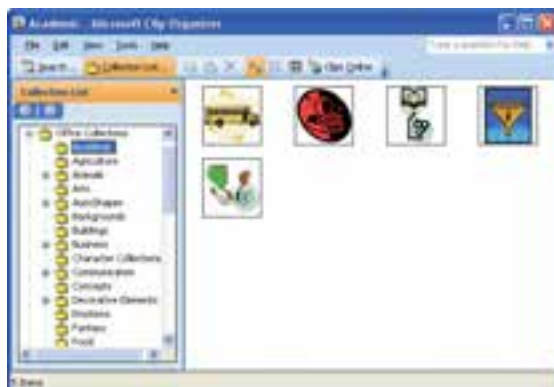 Academic - Microsoft Clip Organizer
File Edit View Tools Help
Type a question for help
Search... Collection List... Clips Online
Collection List
Office Collections
Academic
Agriculture
Animals
Arts
AutoShapes
Backgrounds
Buildings
Business
Character Collections
Communication
Concepts
Decorative Elements
Emotions
Fantasy
Food
5 Items